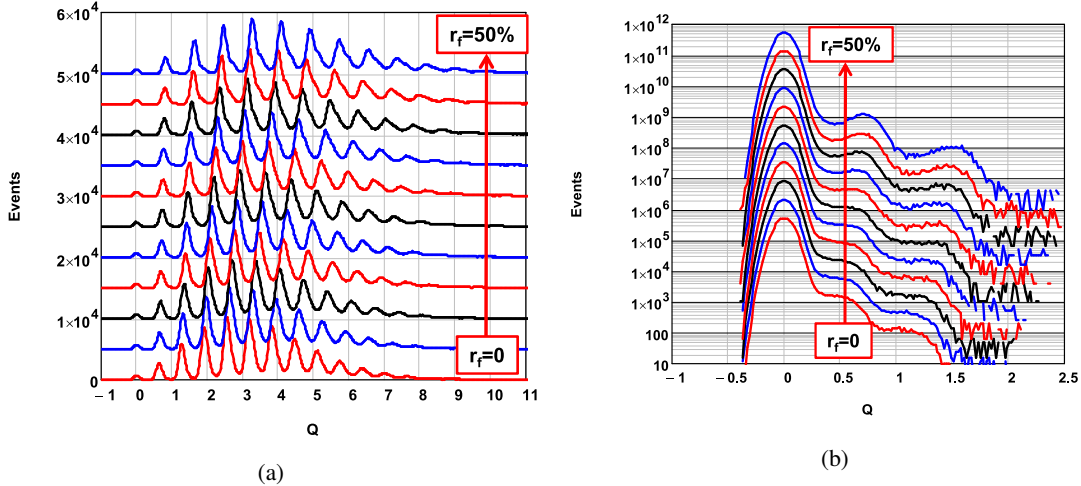 6×10⁴
5×10⁴
4×10⁴
3×10⁴
2×10⁴
1×10⁴
0
Events
−1 0 1 2 3 4 5 6 7 8 9 10 11
Q
r_f=50%
r_f=0
(a)
1×10¹²
1×10¹¹
1×10¹⁰
1×10⁹
1×10⁸
1×10⁷
1×10⁶
1×10⁵
1×10⁴
1×10³
100
10
Events
−1 −0.5 0 0.5 1 1.5 2 2.5
Q
r_f=50%
r_f=0
(b)